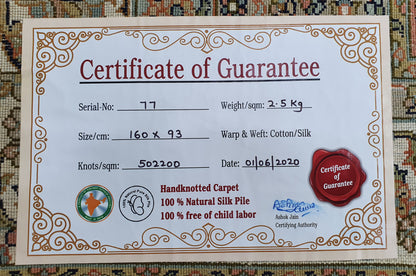 Certificate of Guarantee
Serial-No: 77 Weight/sqm: 2.5 Kg
Size/cm: 160 x 93 Warp & Weft: Cotton/Silk
Knots/sqm: 502200 Date: 01/06/2020
Handknotted Carpet
100 % Natural Silk Pile
100 % free of child labor
Certificate of
Guarantee
Ashok Jain
Certifying Authority